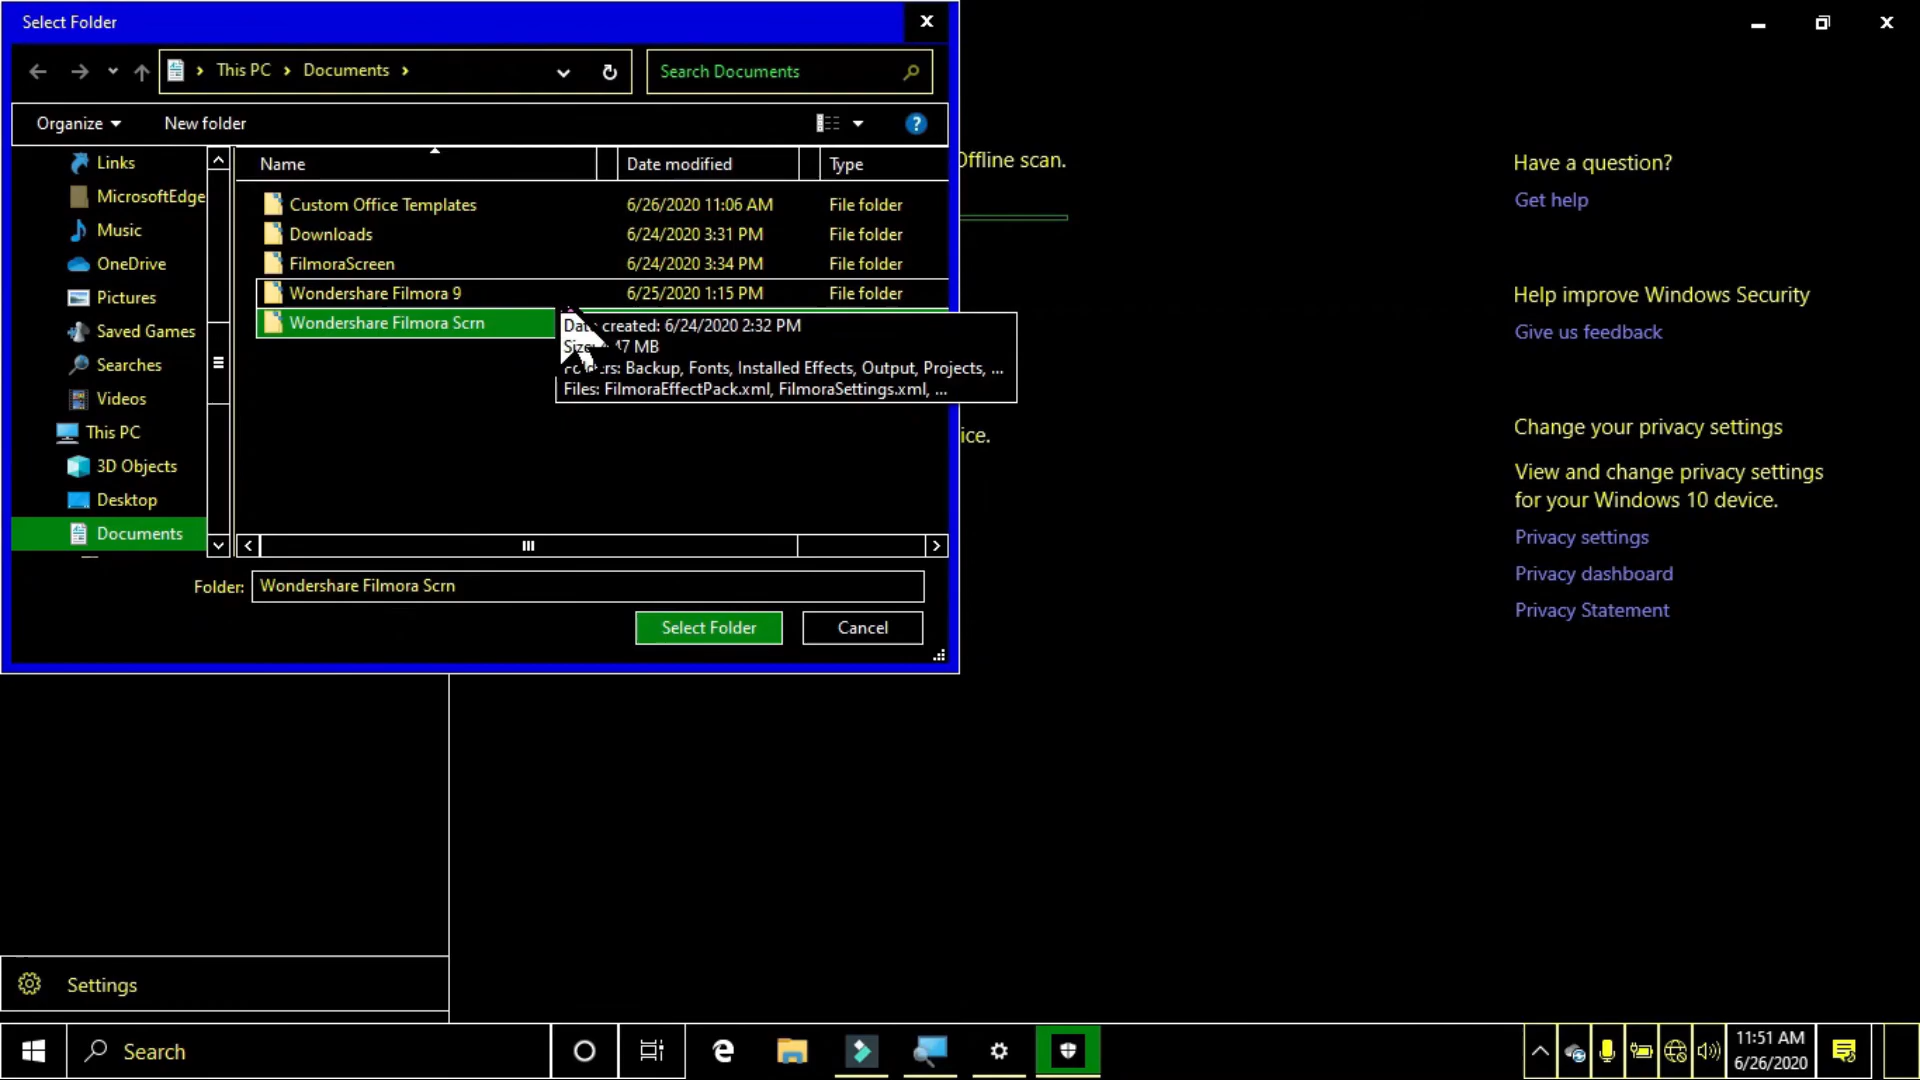 Select Folder
This PC
Documents
Search Documents
Organize
New folder
Links
MicrosoftEdge
Music
OneDrive
Pictures
Saved Games
Searches
Videos
This PC
3D Objects
Desktop
Documents
Name
Date modified
Type
Custom Office Templates 6/26/2020 11:06 AM File folder
Downloads 6/24/2020 3:31 PM File folder
FilmoraScreen 6/24/2020 3:34 PM File folder
Wondershare Filmora 9 6/25/2020 1:15 PM File folder
Wondershare Filmora Scrn
created: 6/24/2020 2:32 PM
47 MB
Backup, Fonts, Installed Effects, Output, Projects, ...
Files: FilmoraEffectPack.xml, FilmoraSettings.xml, ...
Folder: Wondershare Filmora Scrn
Select Folder
Cancel
Offline scan.
ice.
Have a question?
Get help
Help improve Windows Security
Give us feedback
Change your privacy settings
View and change privacy settings
for your Windows 10 device.
Privacy settings
Privacy dashboard
Privacy Statement
Settings
Search
11:51 AM
6/26/2020